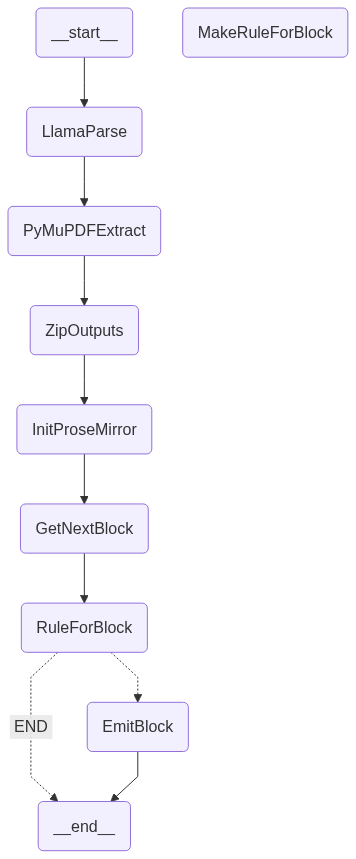 __start__
MakeRuleForBlock
LlamaParse
PyMuPDFExtract
ZipOutputs
InitProseMirror
GetNextBlock
RuleForBlock
END
EmitBlock
__end__